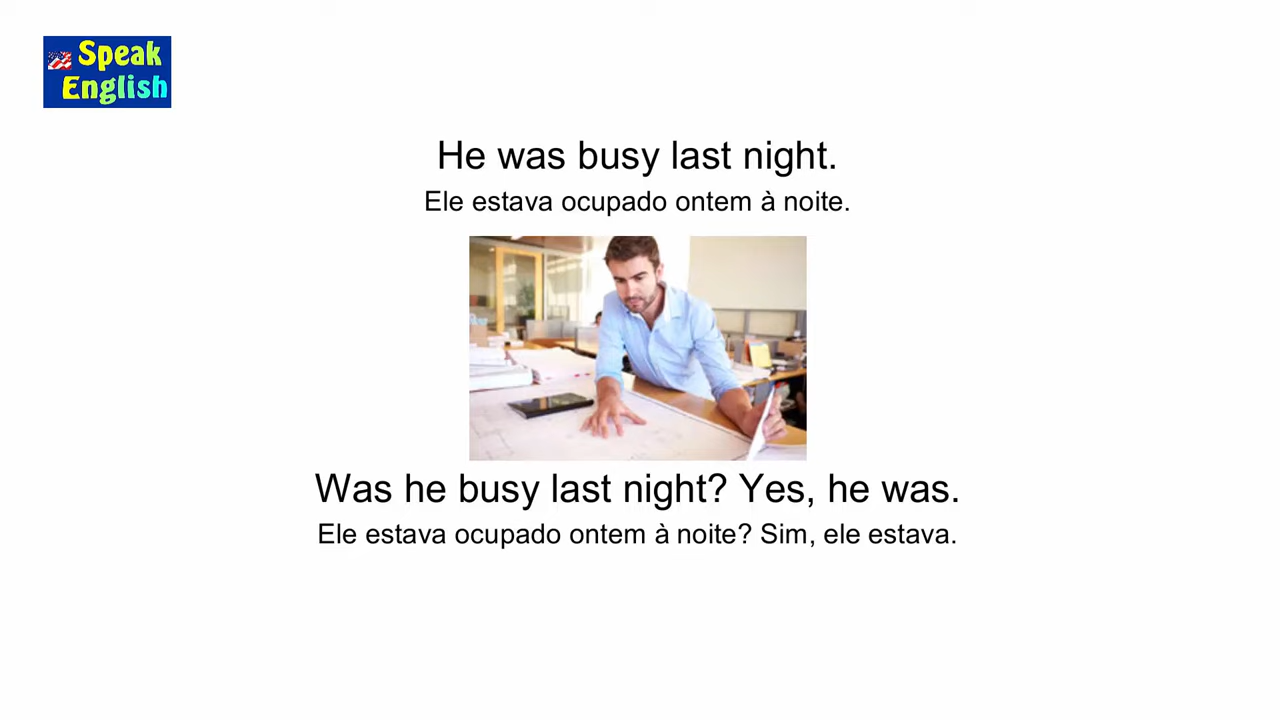 Speak
English
He was busy last night.
Ele estava ocupado ontem à noite.
Was he busy last night? Yes, he was.
Ele estava ocupado ontem à noite? Sim, ele estava.